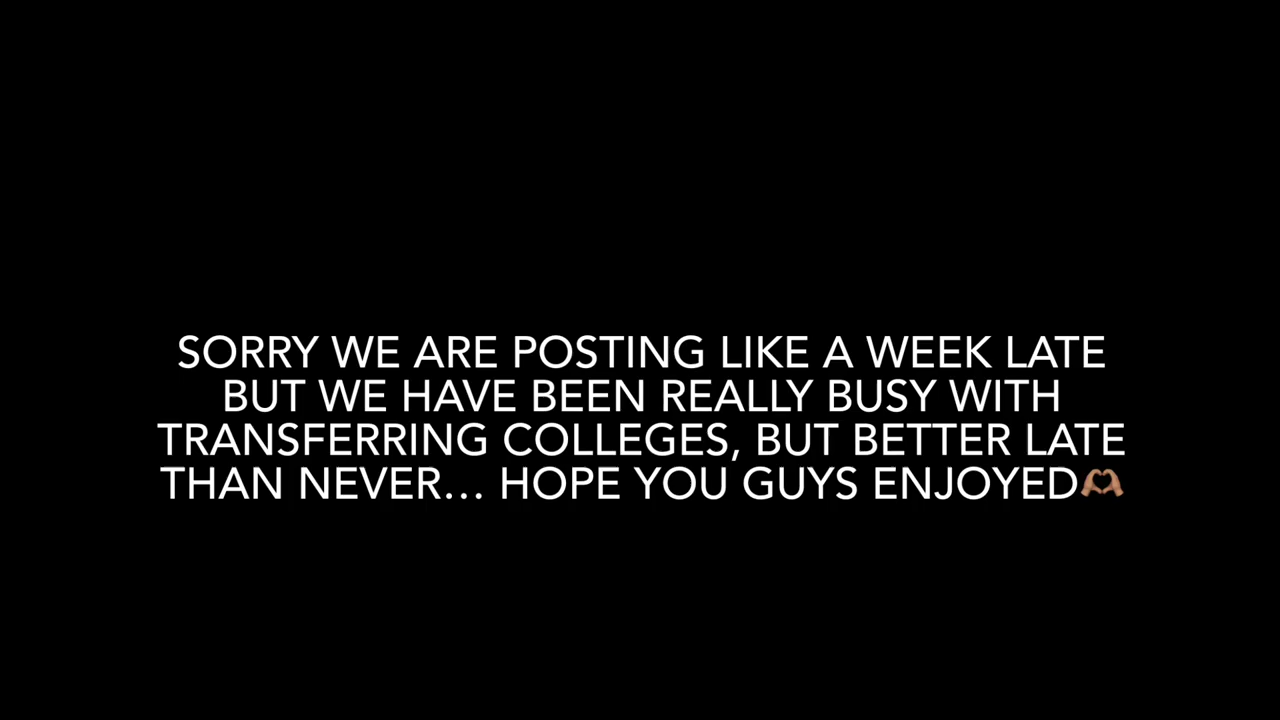 SORRY WE ARE POSTING LIKE A WEEK LATE
BUT WE HAVE BEEN REALLY BUSY WITH
TRANSFERRING COLLEGES, BUT BETTER LATE
THAN NEVER... HOPE YOU GUYS ENJOYED🫶🏽